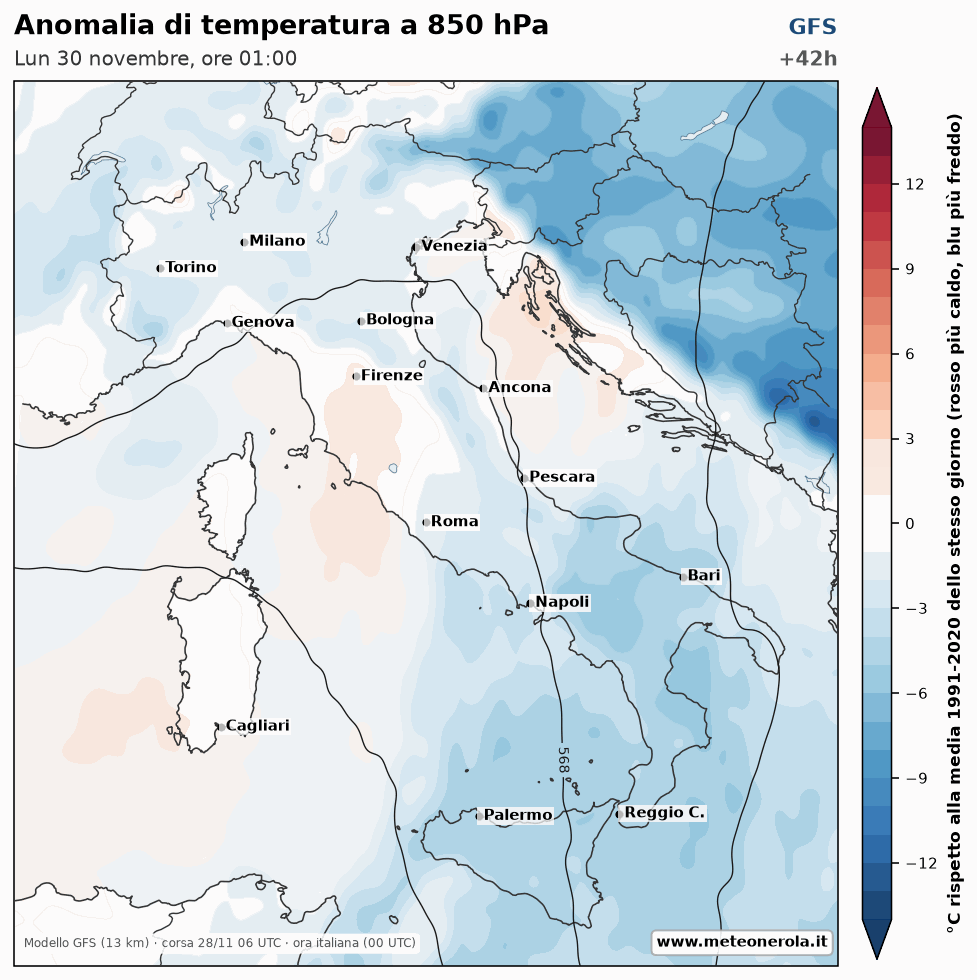 Anomalia di temperatura a 850 hPa
GFS
Lun 30 novembre, ore 01:00
+42h
Milano
Venezia
Torino
Genova
Bologna
Firenze
Ancona
Pescara
Roma
Bari
Napoli
Cagliari
568
Palermo
Reggio C.
Modello GFS (13 km) · corsa 28/11 06 UTC · ora italiana (00 UTC)
www.meteonerola.it
12
9
6
3
0
−3
−6
−9
−12
°C rispetto alla media 1991-2020 dello stesso giorno (rosso più caldo, blu più freddo)